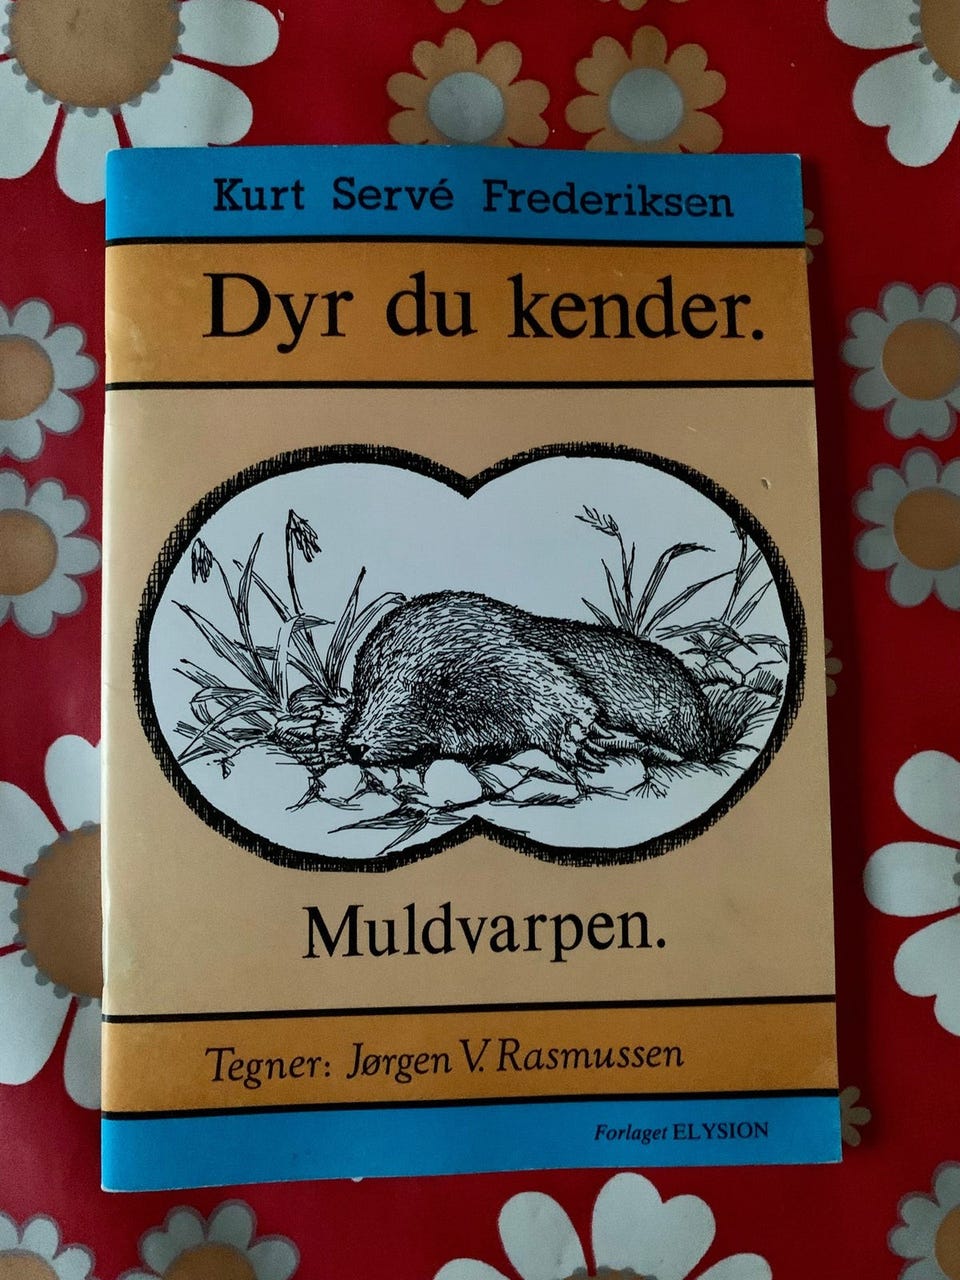 Kurt Servé Frederiksen
Dyr du kender.
Muldvarpen.
Tegner: Jørgen V. Rasmussen
Forlaget ELYSION